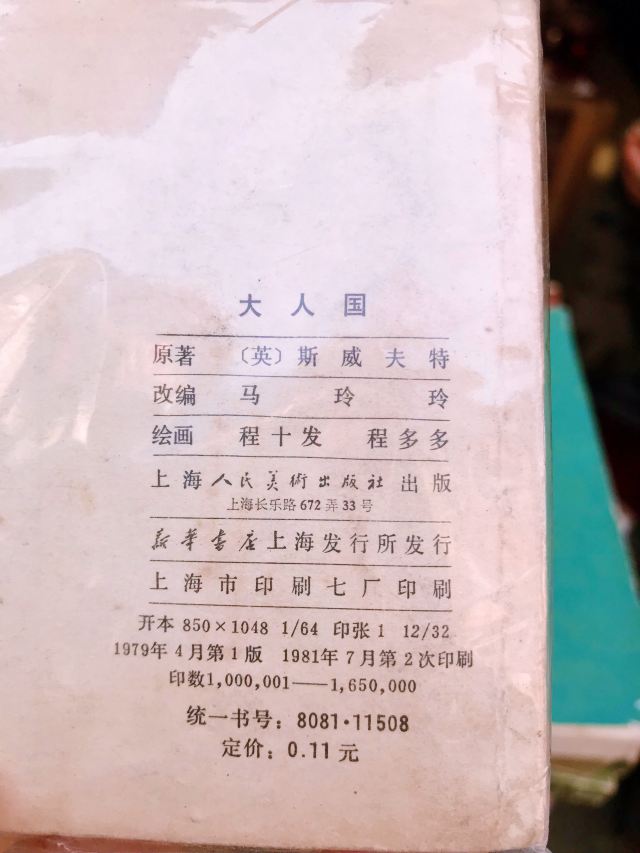 大人国
原著 〔英〕斯威夫特
改编 马玲玲
绘画 程十发 程多多
上海人民美術出版社出版
上海长乐路672弄33号
新华书店上海发行所发行
上海市印刷七厂印刷
开本 850×1048 1/64 印张1 12/32
1979年4月第1版 1981年7月第2次印刷
印数1,000,001——1,650,000
统一书号：8081·11508
定价：0.11元